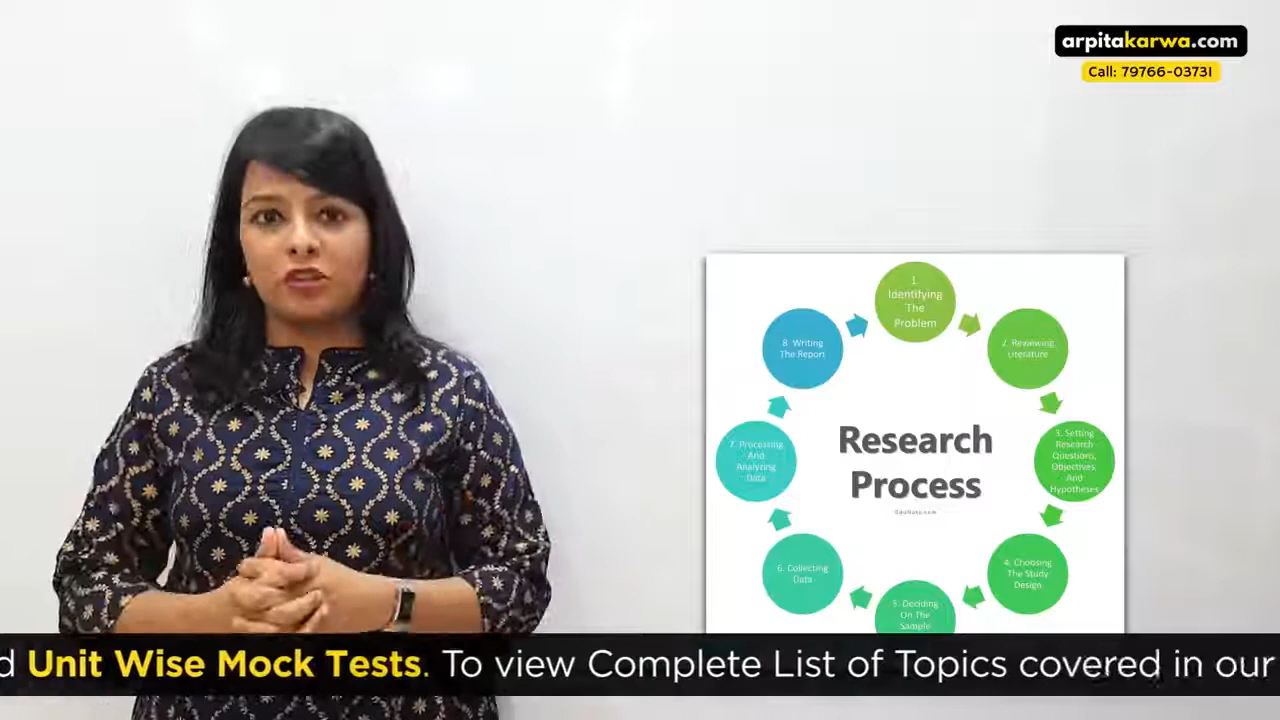 arpitakarwa.com
Call: 79766-03731
1.
Identifying
The
Problem
2. Reviewing
Literature
3. Setting
Research
Questions,
Objectives,
And
Hypotheses
4. Choosing
The Study
Design
5. Deciding
On The
Sample
6. Collecting
Data
7. Processing
And
Analyzing
Data
8. Writing
The Report
Research
Process
d Unit Wise Mock Tests. To view Complete List of Topics covered in our